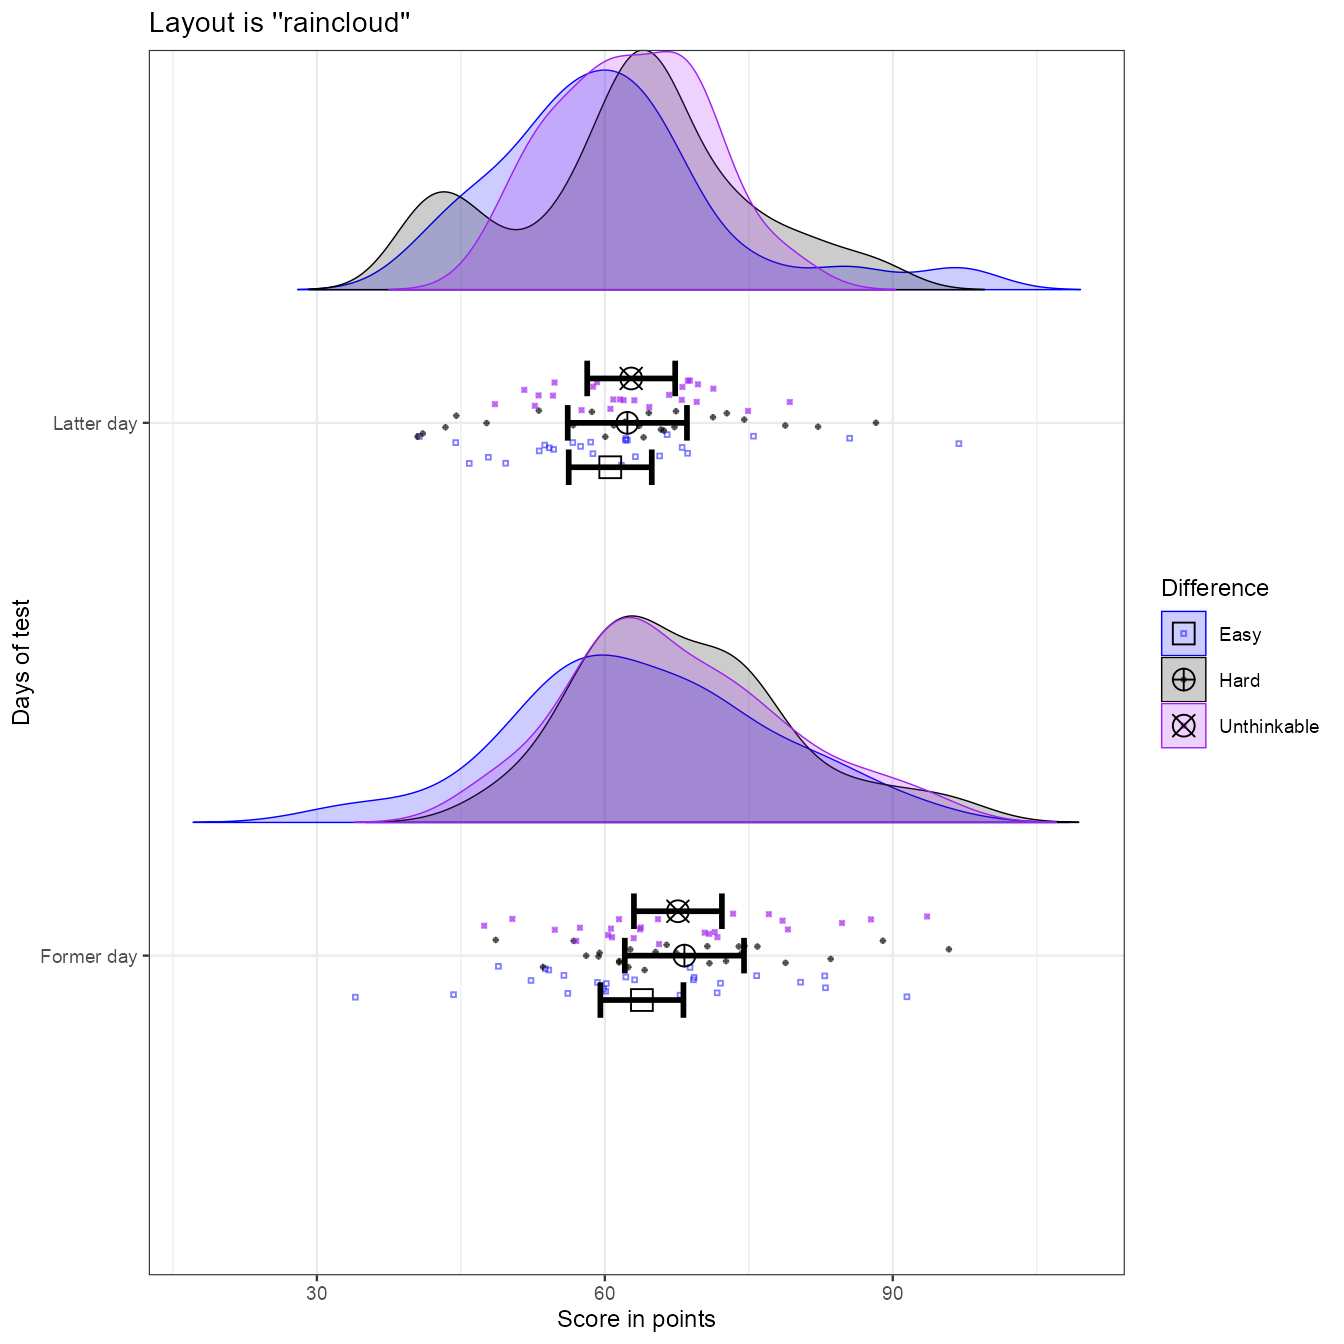 Layout is "raincloud"
Latter day
Former day
Days of test
30
60
90
Score in points
Difference
Easy
Hard
Unthinkable